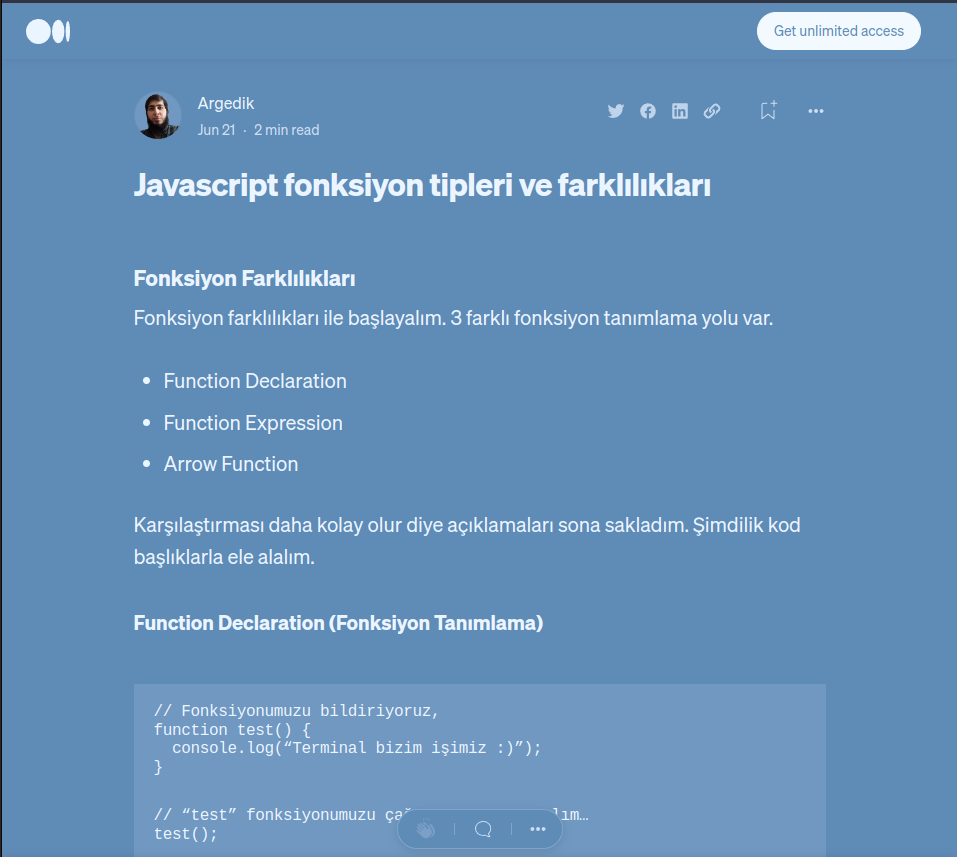 Get unlimited access
Argedik
Jun 21 · 2 min read
Javascript fonksiyon tipleri ve farklılıkları
Fonksiyon Farklılıkları
Fonksiyon farklılıkları ile başlayalım. 3 farklı fonksiyon tanımlama yolu var.
• Function Declaration
• Function Expression
• Arrow Function
Karşılaştırması daha kolay olur diye açıklamaları sona sakladım. Şimdilik kod
başlıklarla ele alalım.
Function Declaration (Fonksiyon Tanımlama)
// Fonksiyonumuzu bildiriyoruz,
function test() {
  console.log(“Terminal bizim işimiz :)”);
}
// “test” fonksiyonumuzu
test();